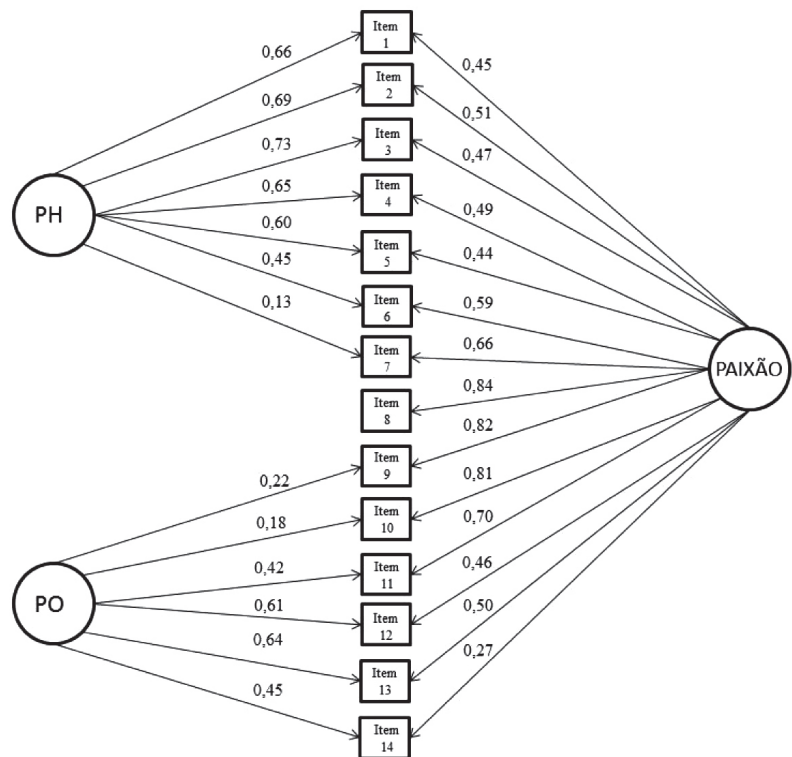 Item
1
0,66
0,45
Item
2
0,69
0,51
Item
3
0,73
0,47
Item
4
0,65
0,49
PH
Item
5
0,60
0,44
Item
6
0,45
0,59
Item
7
0,13
0,66
PAIXÃO
Item
8
0,84
Item
9
0,22
0,82
Item
10
0,18
0,81
Item
11
0,42
0,70
PO
Item
12
0,61
0,46
Item
13
0,64
0,50
Item
14
0,45
0,27